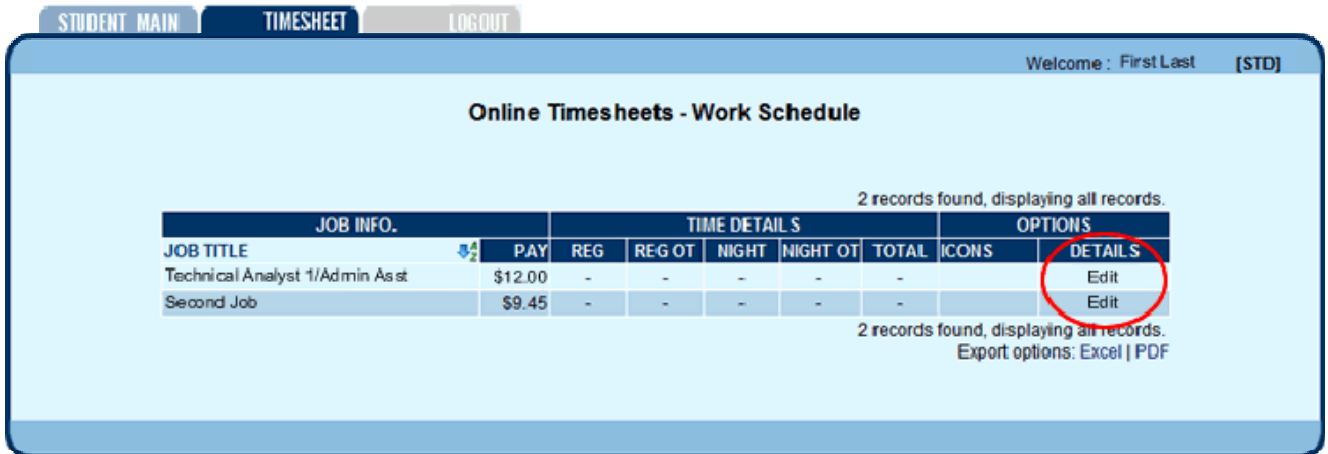 STUDENT MAIN TIMESHEET LOGOUT
Welcome : First Last [STD]
Online Timesheets - Work Schedule
2 records found, displaying all records.
JOB INFO. TIME DETAILS OPTIONS
JOB TITLE AZ PAY REG REG OT NIGHT NIGHT OT TOTAL ICONS DETAILS
Technical Analyst 1/Admin Asst $12.00 - - - - - Edit
Second Job $9.45 - - - - - Edit
2 records found, displaying all records.
Export options: Excel | PDF